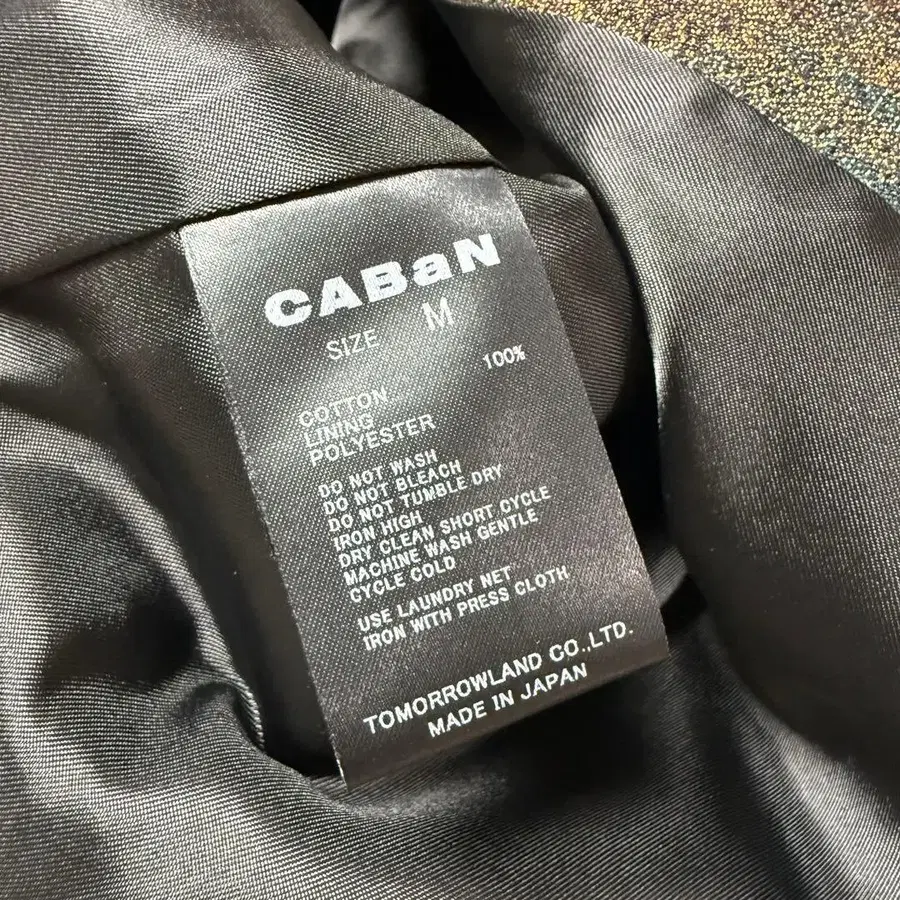 CABaN
SIZE M
COTTON 100%
LINING
POLYESTER
DO NOT WASH
DO NOT BLEACH
DO NOT TUMBLE DRY
IRON HIGH
DRY CLEAN SHORT CYCLE
MACHINE WASH GENTLE
CYCLE COLD
USE LAUNDRY NET
IRON WITH PRESS CLOTH
TOMORROWLAND CO.,LTD.
MADE IN JAPAN